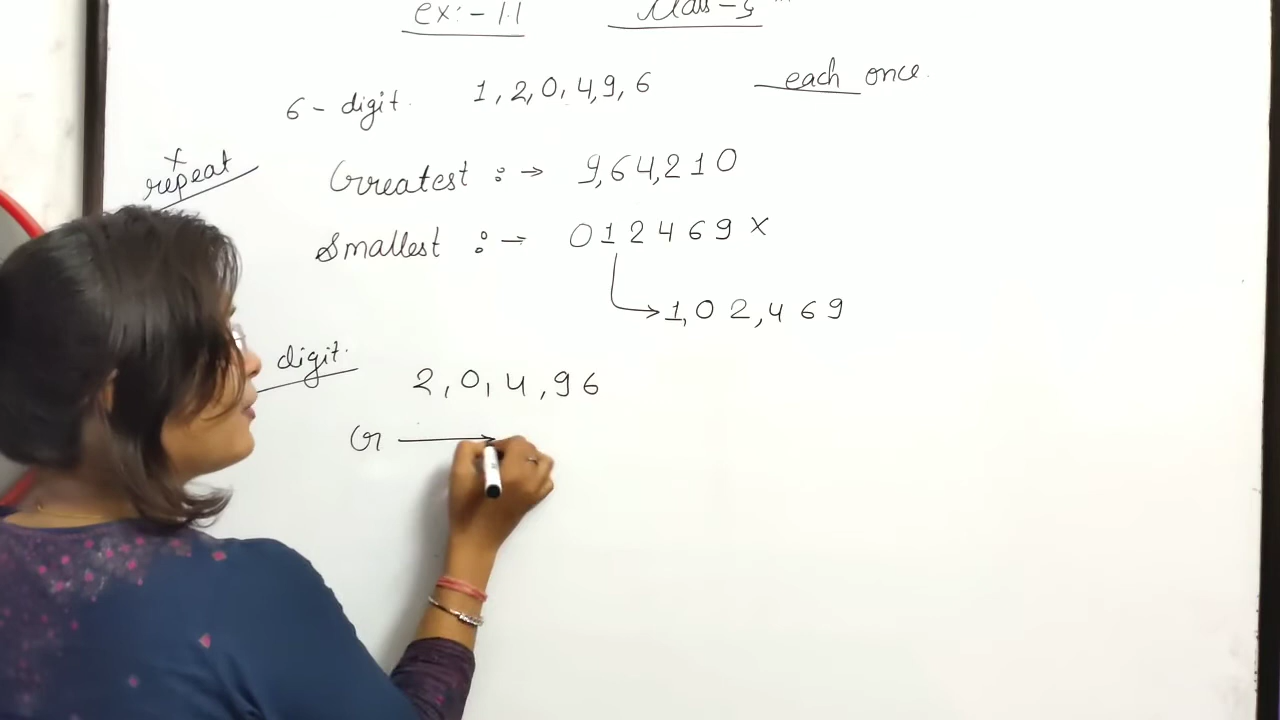 ex:- 1.1
6 - digit. 1, 2, 0, 4, 9, 6 each once.
x
repeat
Greatest :→ 9,64,210
Smallest :- 0 1 2 4 6 9 x
→ 1,0 2,4 6 9
digit.
2, 0, 4, 9 6
Gr →